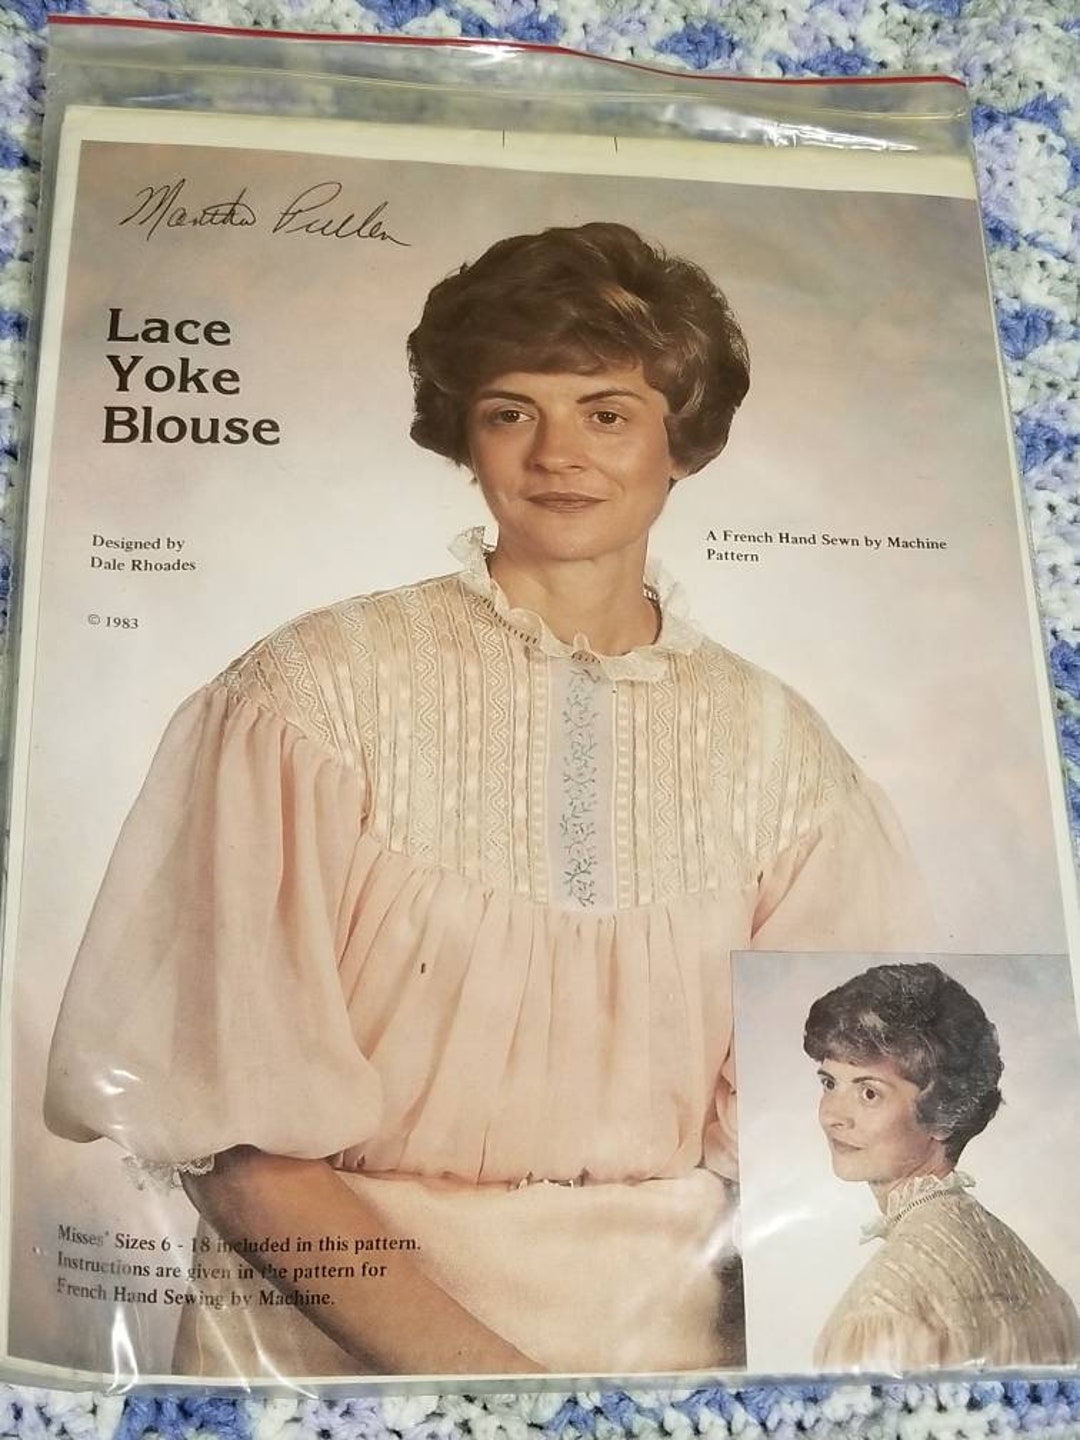 Martha Pullen
Lace
Yoke
Blouse
Designed by
Dale Rhoades
© 1983
A French Hand Sewn by Machine
Pattern
Misses' Sizes 6 - 18 included in this pattern.
Instructions are given in the pattern for
French Hand Sewing by Machine.